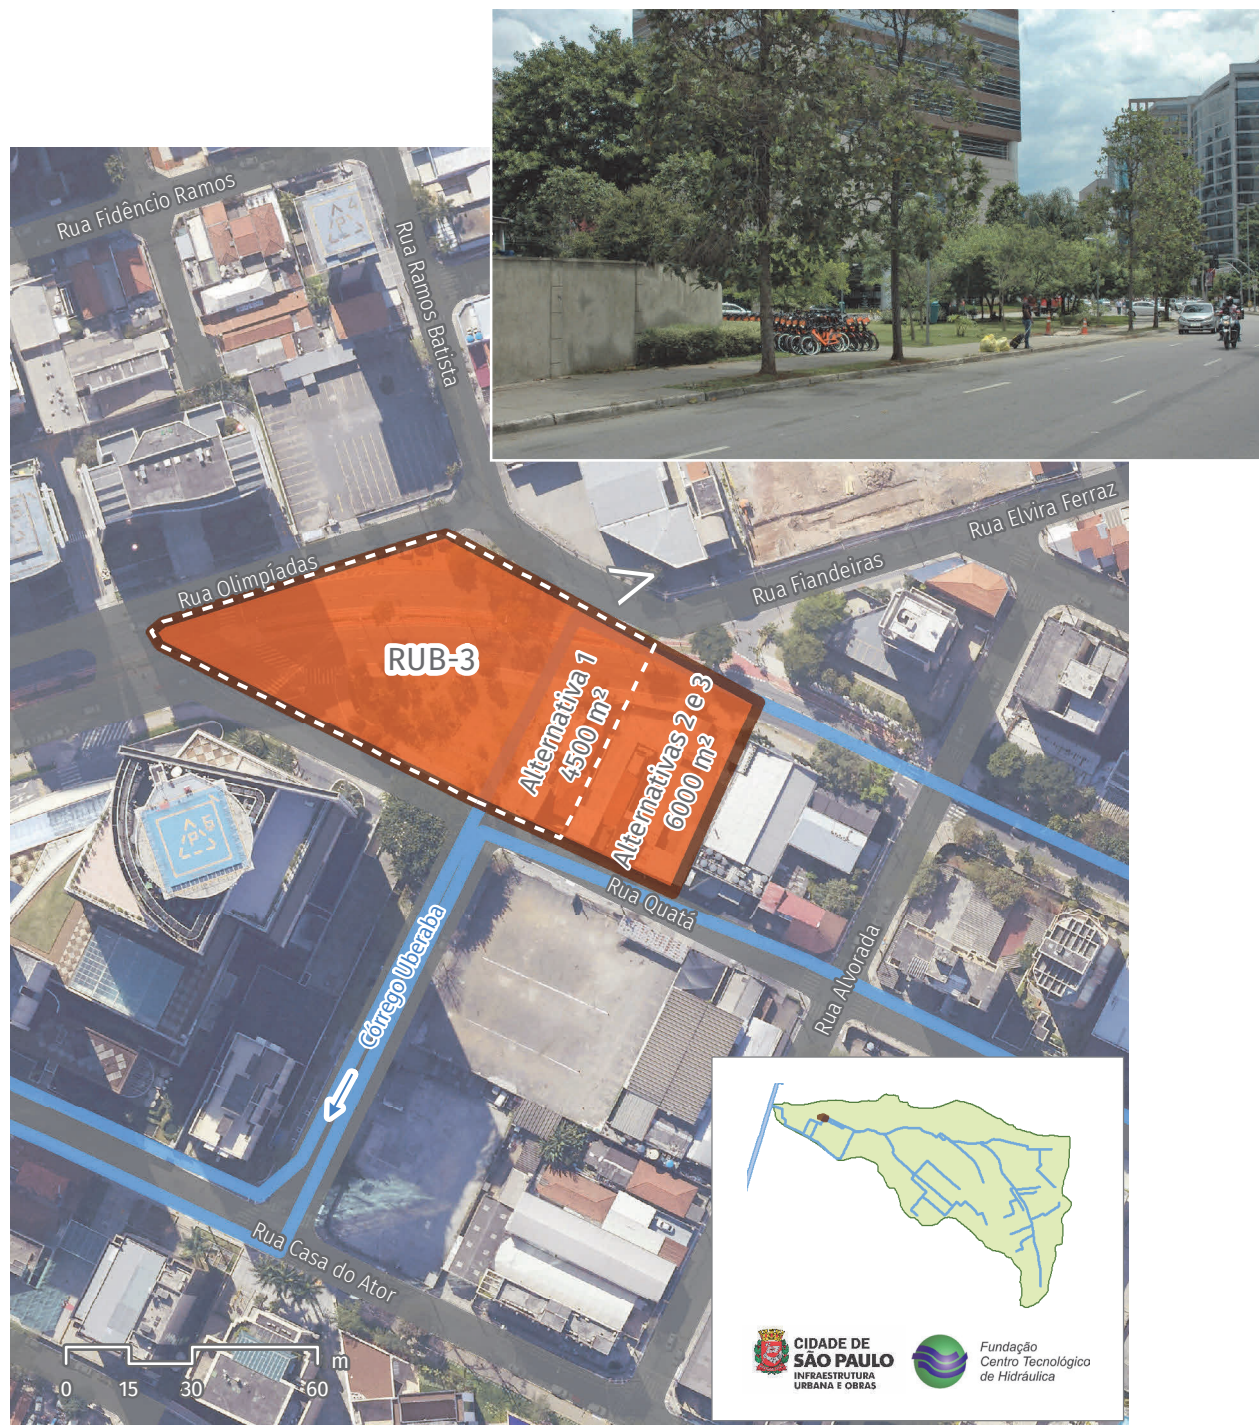 Rua Fidêncio Ramos
Rua Ramos Batista
Rua Olimpíadas
Rua Elvira Ferraz
Rua Fiandeiras
RUB-3
Alternativa 1
4500 m²
Alternativas 2 e 3
6000 m²
Rua Quatá
Rua Alvorada
Córrego Uberaba
Rua Casa do Ator
0 15 30 60 m
CIDADE DE
SÃO PAULO
INFRAESTRUTURA
URBANA E OBRAS
Fundação
Centro Tecnológico
de Hidráulica